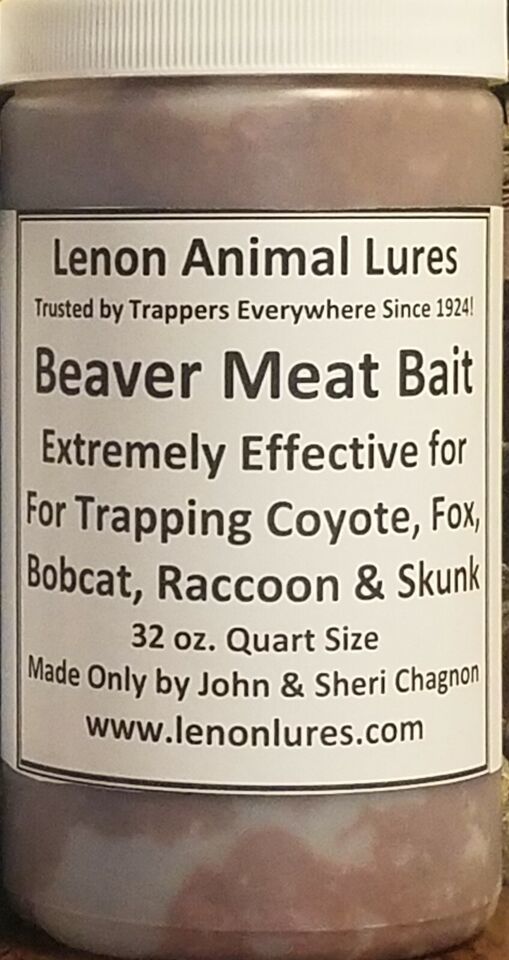 Lenon Animal Lures
Trusted by Trappers Everywhere Since 1924!
Beaver Meat Bait
Extremely Effective for
For Trapping Coyote, Fox,
Bobcat, Raccoon & Skunk
32 oz. Quart Size
Made Only by John & Sheri Chagnon
www.lenonlures.com